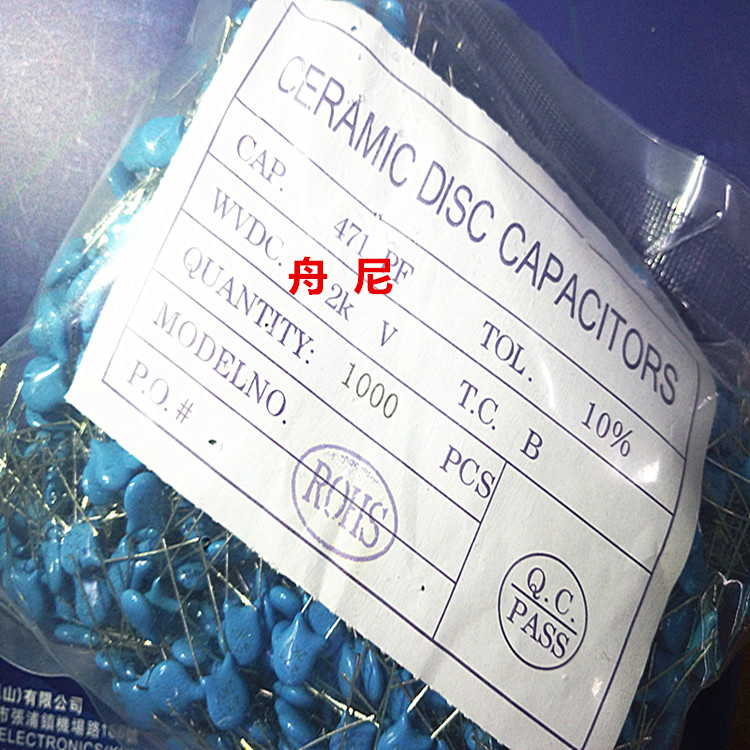 CERAMIC DISC CAPACITORS
CAP. 471 PF TOL. 10%
WVDC. 2k V T.C. B
QUANTITY: 1000 PCS
MODELNO.
P.O.#
舟尼
ROHS
Q.C.
PASS
山)有限公司
市張浦鎮機場路
ELECTRONICS